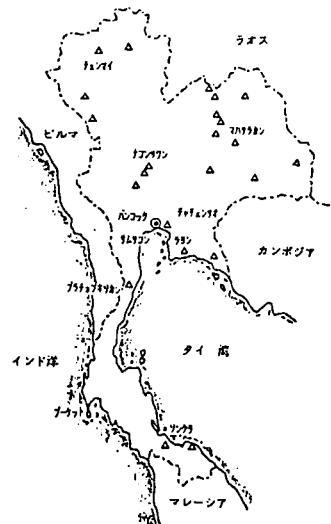 ラオス
チェンマイ
ビルマ
マハサラカン
ナコンサワン
バンコック
チャチェンサオ
サムサコン
ラヨン
カンボジア
プラチュアプキリカン
インド洋
タイ湾
プーケット
ソンクラ
マレーシア